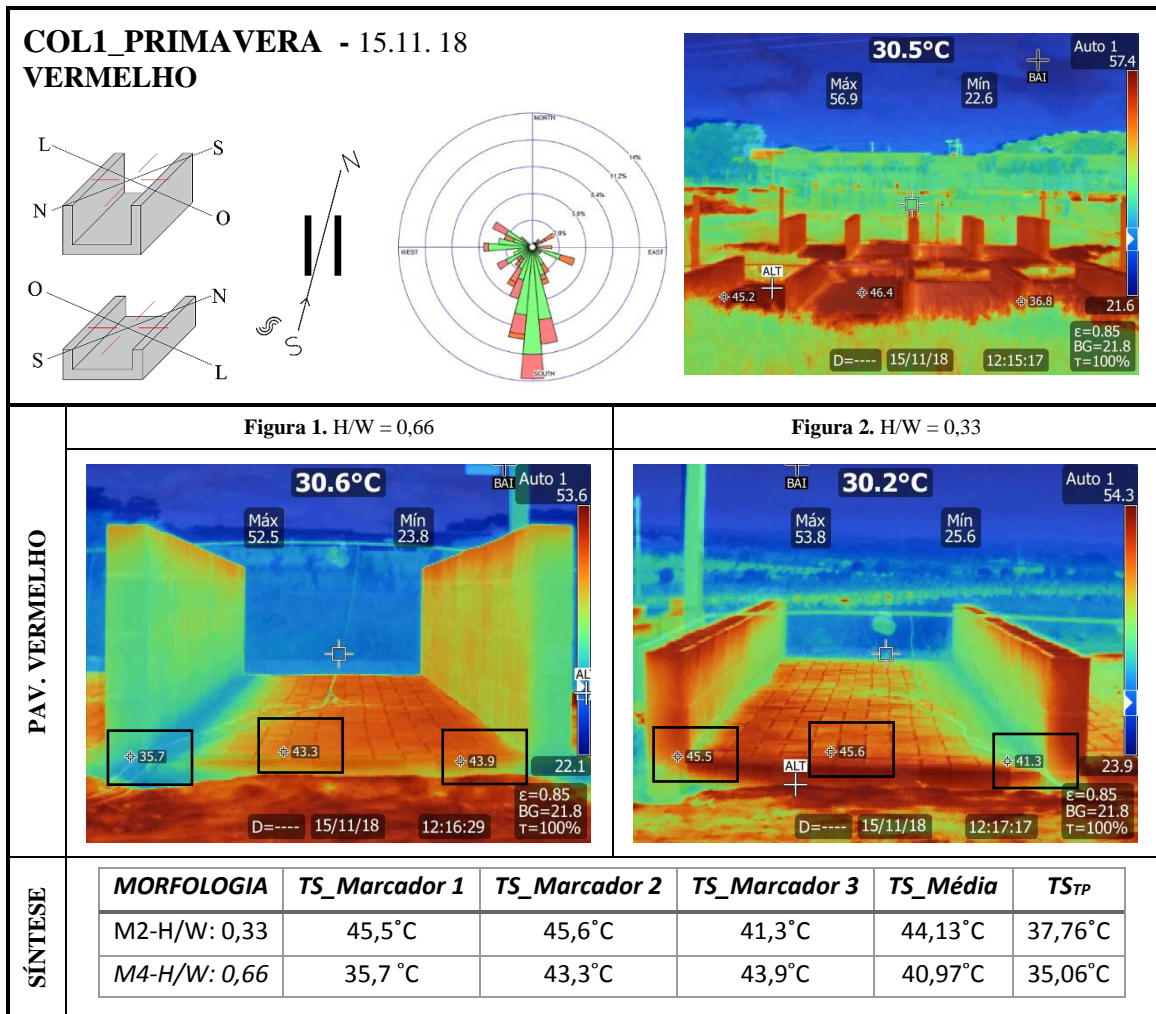 COL1_PRIMAVERA - 15.11. 18
VERMELHO
L
S
N
O
O
N
S
L
N
S
NORTH
14%
11,2%
8,4%
5,6%
2,8%
WEST
EAST
SOUTH
30.5°C
Auto 1
57.4
BAI
Máx
56.9
Mín
22.6
ALT
45.2
46.4
36.8
21.6
ε=0.85
BG=21.8
τ=100%
D=----
15/11/18
12:15:17
Figura 1. H/W = 0,66
Figura 2. H/W = 0,33
PAV. VERMELHO
30.6°C
BAI
Auto 1
53.6
Máx
52.5
Mín
23.8
AL
35.7
43.3
43.9
22.1
ε=0.85
BG=21.8
τ=100%
D=----
15/11/18
12:16:29
BAI
30.2°C
Auto 1
54.3
Máx
53.8
Mín
25.6
45.5
45.6
41.3
ALT
23.9
ε=0.85
BG=21.8
τ=100%
D=----
15/11/18
12:17:17
SÍNTESE
MORFOLOGIA TS_Marcador 1 TS_Marcador 2 TS_Marcador 3 TS_Média TSTP
M2-H/W: 0,33 45,5˚C 45,6˚C 41,3˚C 44,13˚C 37,76˚C
M4-H/W: 0,66 35,7 ˚C 43,3˚C 43,9˚C 40,97˚C 35,06˚C